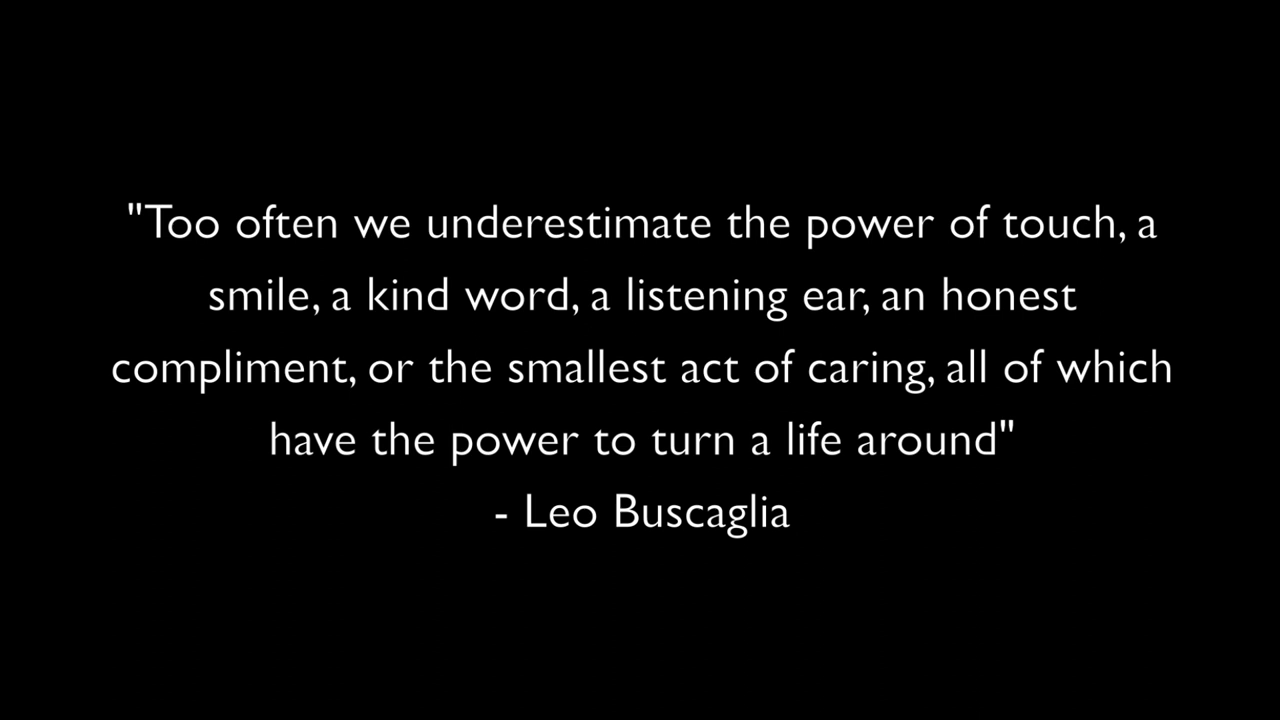 "Too often we underestimate the power of touch, a
smile, a kind word, a listening ear, an honest
compliment, or the smallest act of caring, all of which
have the power to turn a life around"
- Leo Buscaglia